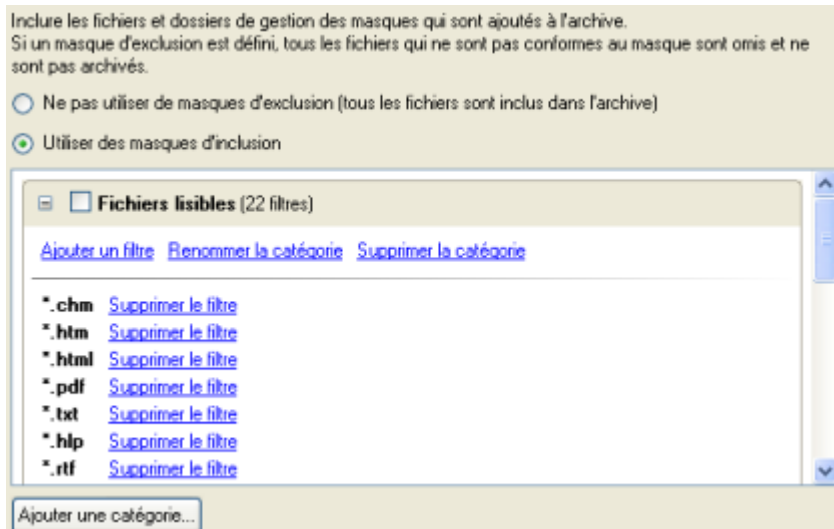 Inclure les fichiers et dossiers de gestion des masques qui sont ajoutés à l'archive.
Si un masque d'exclusion est défini, tous les fichiers qui ne sont pas conformes au masque sont omis et ne
sont pas archivés.
Ne pas utiliser de masques d'exclusion (tous les fichiers sont inclus dans l'archive)
Utiliser des masques d'inclusion
Fichiers lisibles (22 filtres)
Ajouter un filtre Renommer la catégorie Supprimer la catégorie
*.chm Supprimer le filtre
*.htm Supprimer le filtre
*.html Supprimer le filtre
*.pdf Supprimer le filtre
*.txt Supprimer le filtre
*.hlp Supprimer le filtre
*.rtf Supprimer le filtre
Ajouter une catégorie...